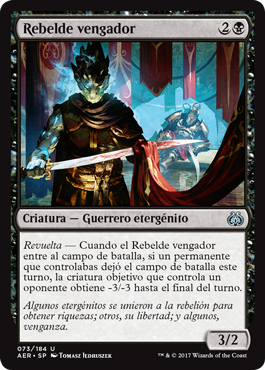 Rebelde vengador 2
Criatura — Guerrero etergénito
Revuelta — Cuando el Rebelde vengador
entre al campo de batalla, si un permanente
que controlabas dejó el campo de batalla este
turno, la criatura objetivo que controla un
oponente obtiene -3/-3 hasta el final del turno.
Algunos etergénitos se unieron a la rebelión para
obtener riquezas; otros, su libertad; y algunos,
venganza.
3/2
073/184 U
AER • SP Tomasz Jedruszek
™ & © 2017 Wizards of the Coast